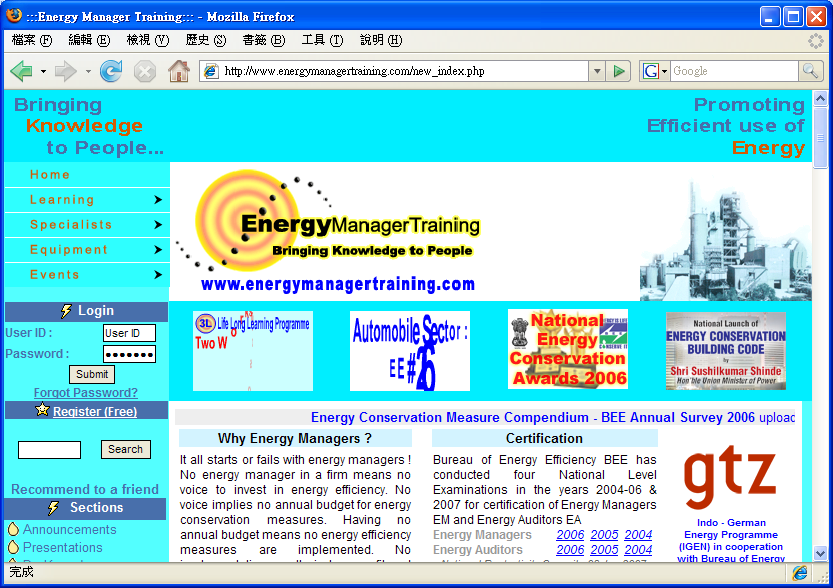 :::Energy Manager Training::: - Mozilla Firefox
檔案 (F) 編輯 (E) 檢視 (V) 歷史 (S) 書籤 (B) 工具 (T) 說明 (H)
http://www.energymanagertraining.com/new_index.php
G Google
Bringing
Knowledge
to People...
Promoting
Efficient use of
Energy
Home
Learning
Specialists
Equipment
Events
EnergyManagerTraining
Bringing Knowledge to People
www.energymanagertraining.com
Login
User ID : User ID
Password :
Submit
Forgot Password?
Register (Free)
Search
Recommend to a friend
Sections
Announcements
Presentations
3L Life Long Learning Programme
Two W
Automobile Sector :
EE#
National
Energy
Conservation
Awards 2006
National Launch of
ENERGY CONSERVATION
BUILDING CODE
by
Shri Sushilkumar Shinde
Hon'ble Union Minister of Power
Energy Conservation Measure Compendium - BEE Annual Survey 2006 upload
Why Energy Managers ?
It all starts or fails with energy managers !
No energy manager in a firm means no
voice to invest in energy efficiency. No
voice implies no annual budget for energy
conservation measures. Having no
annual budget means no energy efficiency
measures are implemented. No
Certification
Bureau of Energy Efficiency BEE has
conducted four National Level
Examinations in the years 2004-06 &
2007 for certification of Energy Managers
EM and Energy Auditors EA
Energy Managers 2006 2005 2004
Energy Auditors 2006 2005 2004
gtz
Indo - German
Energy Programme
(IGEN) in cooperation
with Bureau of Energy
完成